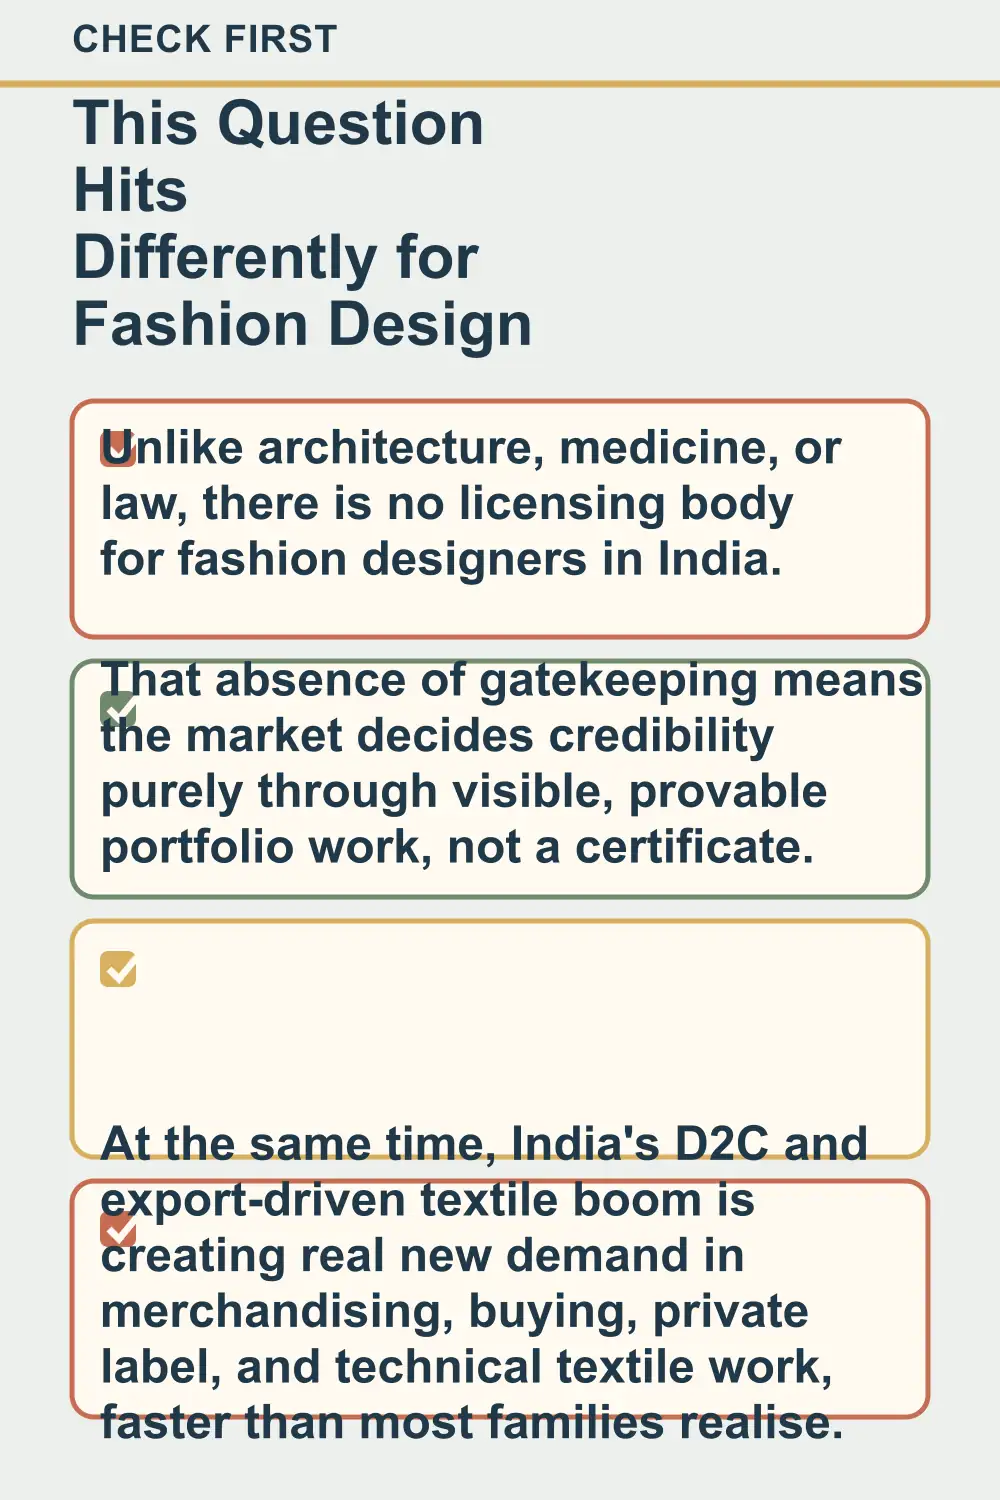 CHECK FIRST
This Question
Hits
Differently for
Fashion Design
Unlike architecture, medicine, or
law, there is no licensing body
for fashion designers in India.
That absence of gatekeeping means
the market decides credibility
purely through visible, provable
portfolio work, not a certificate.
At the same time, India's D2C and
export-driven textile boom is
creating real new demand in
merchandising, buying, private
label, and technical textile work,
faster than most families realise.